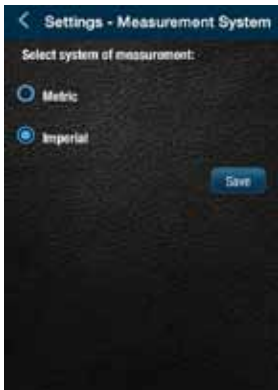 Settings - Measurement System
Select system of measurement:
Metric
Imperial
Save